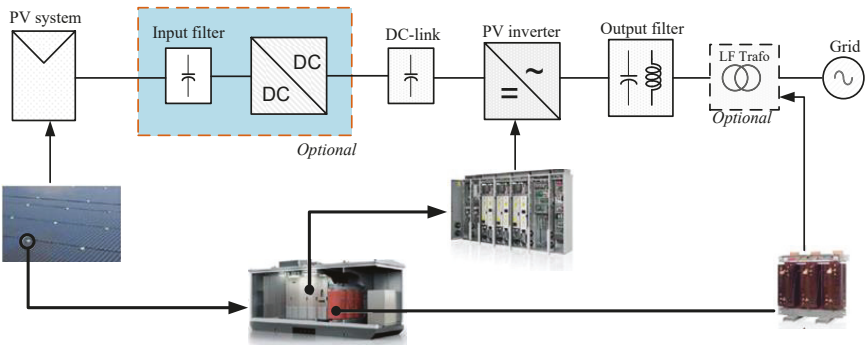 PV system
Input filter
DC
DC
Optional
DC-link
PV inverter
Output filter
LF Trafo
Optional
Grid